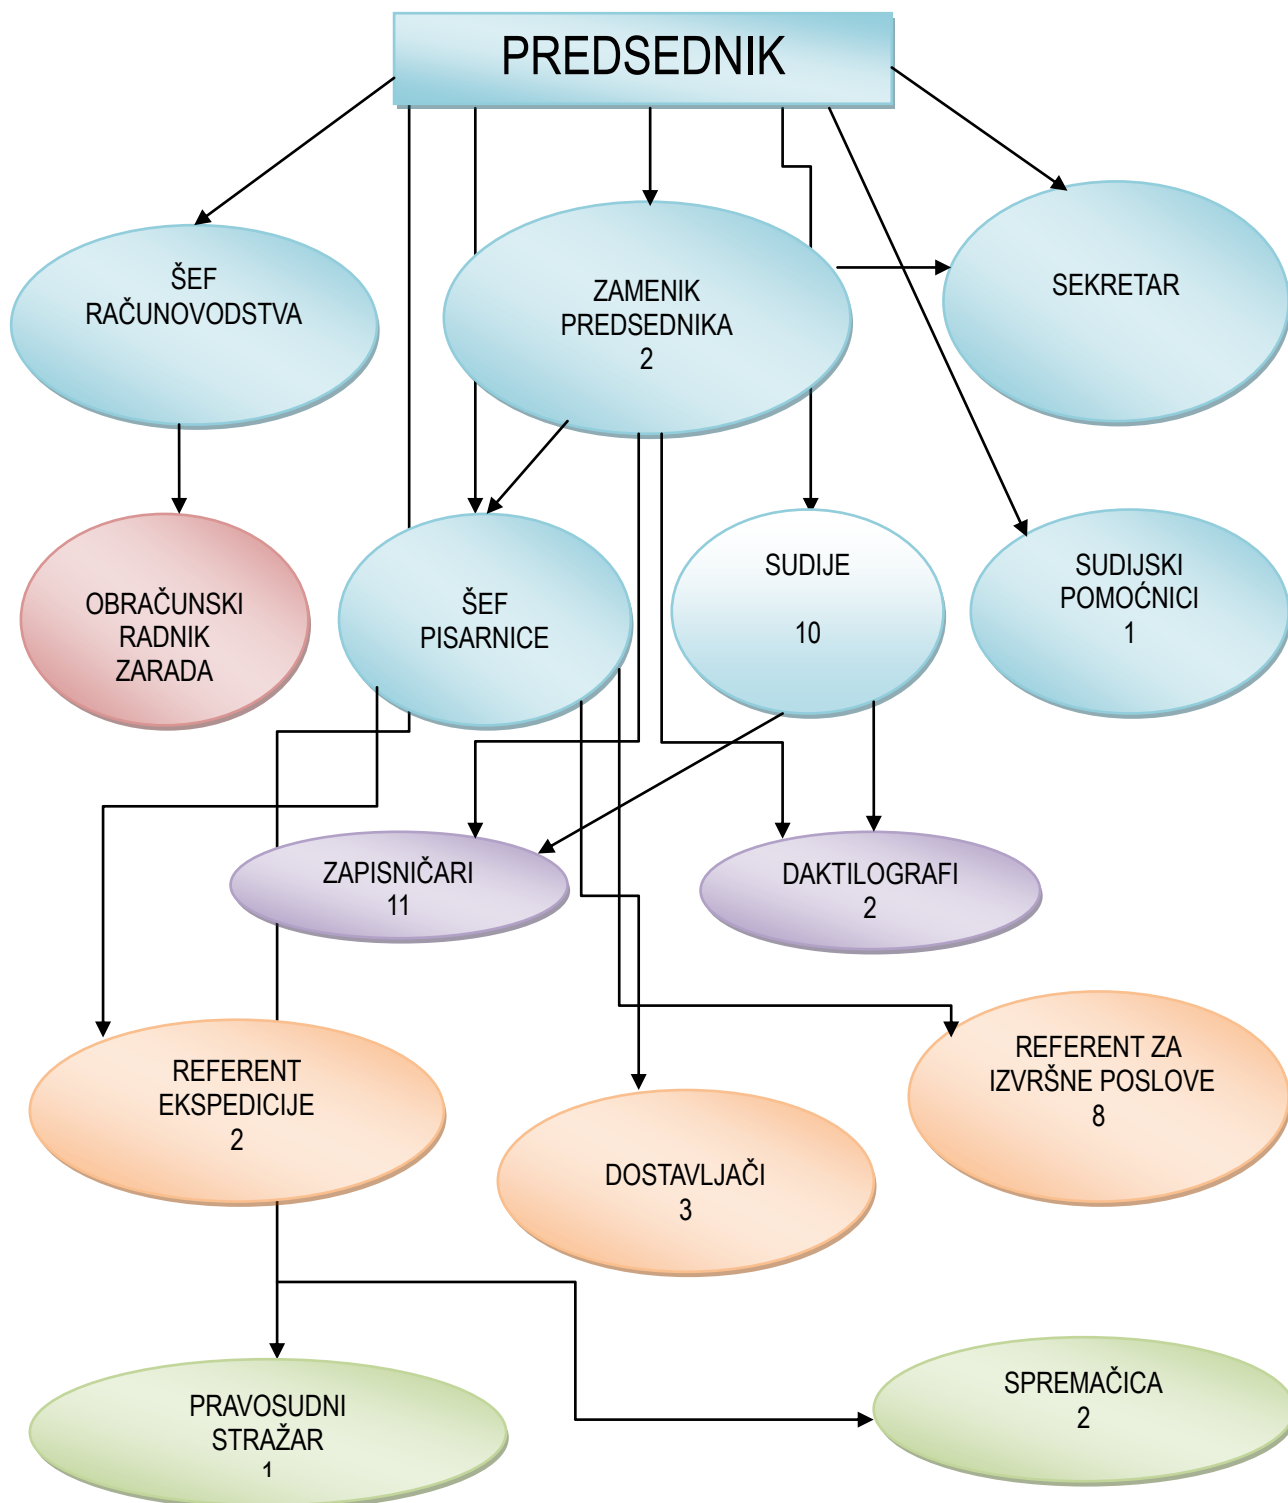 PREDSEDNIK
ŠEF
RAČUNOVODSTVA
ZAMENIK
PREDSEDNIKA
2
SEKRETAR
OBRAČUNSKI
RADNIK
ZARADA
ŠEF
PISARNICE
SUDIJE
10
SUDIJSKI
POMOĆNICI
1
ZAPISNIČARI
11
DAKTILOGRAFI
2
REFERENT
EKSPEDICIJE
2
DOSTAVLJAČI
3
REFERENT ZA
IZVRŠNE POSLOVE
8
PRAVOSUDNI
STRAŽAR
1
SPREMAČICA
2